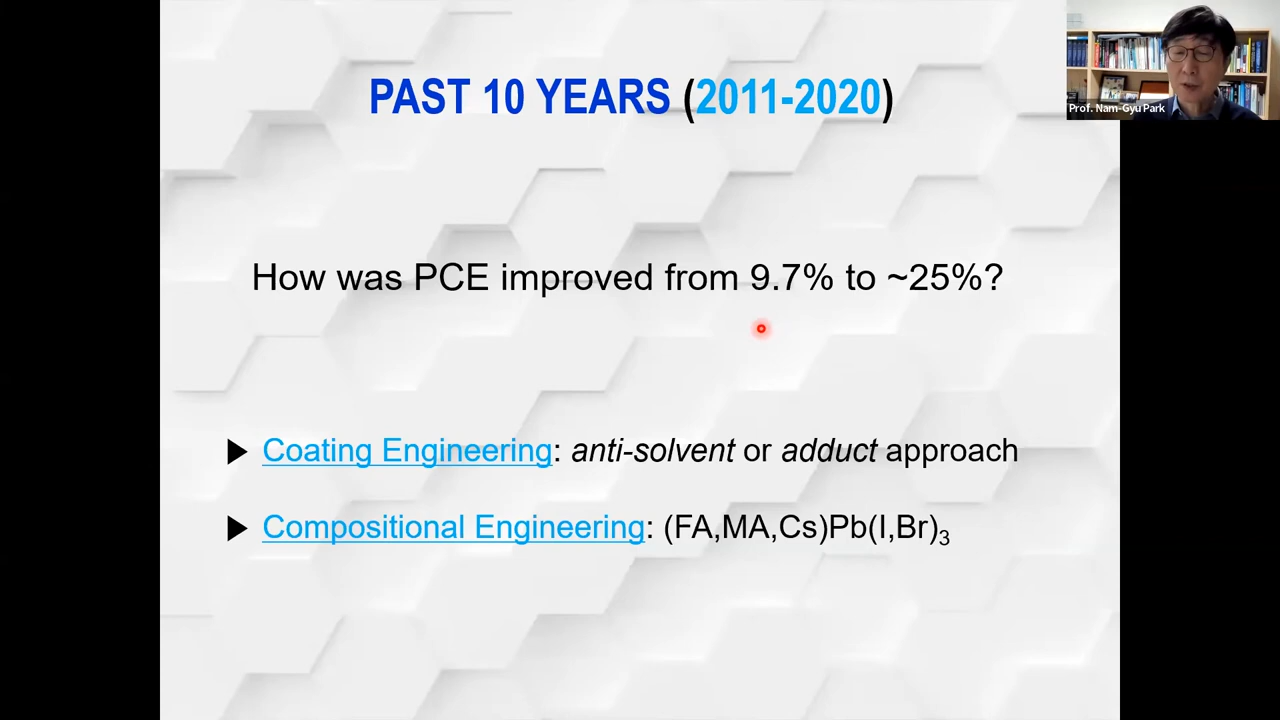 PAST 10 YEARS (2011-2020)
Prof. Nam-Gyu Park
How was PCE improved from 9.7% to ~25%?
▶ Coating Engineering: anti-solvent or adduct approach
▶ Compositional Engineering: (FA,MA,Cs)Pb(I,Br)₃